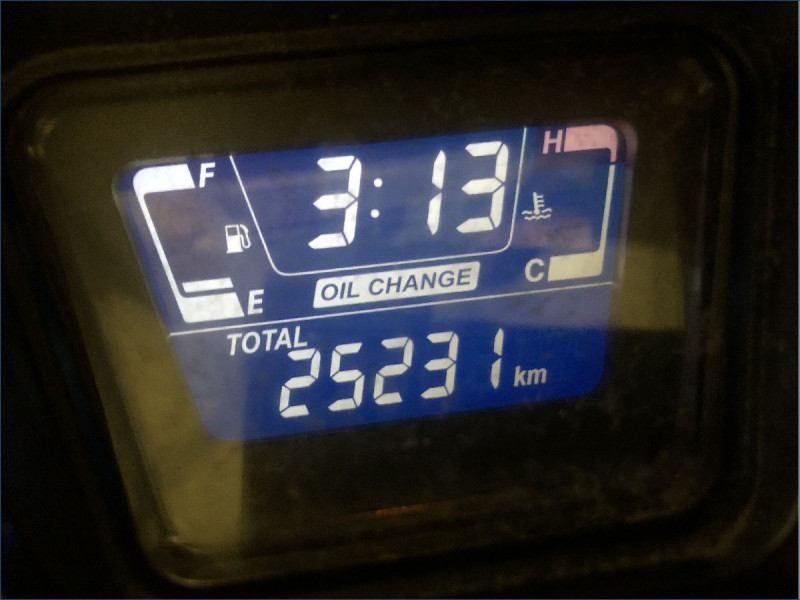 F 3:13 H
C
OIL CHANGE
E
TOTAL
25231 km